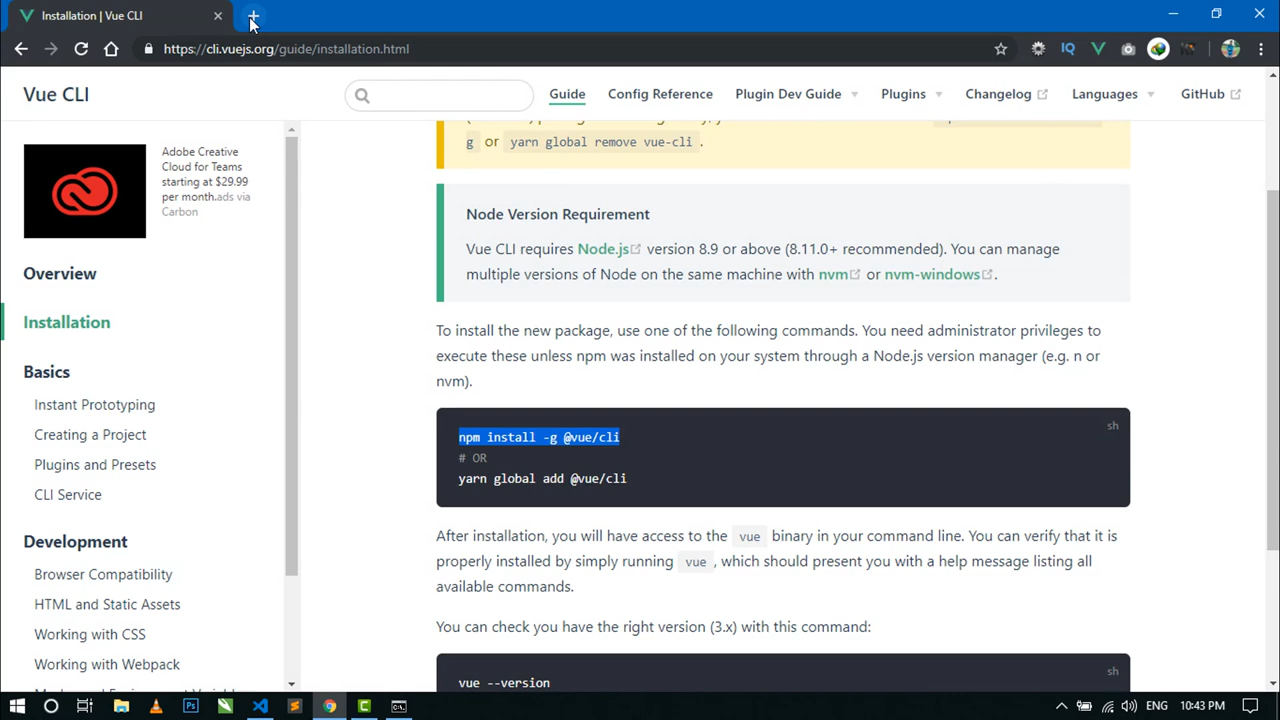 Installation | Vue CLI
https://cli.vuejs.org/guide/installation.html
IQ
Vue CLI
Guide
Config Reference
Plugin Dev Guide
Plugins
Changelog
Languages
GitHub
Adobe Creative
Cloud for Teams
starting at $29.99
per month.ads via
Carbon
Overview
Installation
Basics
Instant Prototyping
Creating a Project
Plugins and Presets
CLI Service
Development
Browser Compatibility
HTML and Static Assets
Working with CSS
Working with Webpack
g or yarn global remove vue-cli .
Node Version Requirement
Vue CLI requires Node.js version 8.9 or above (8.11.0+ recommended). You can manage
multiple versions of Node on the same machine with nvm or nvm-windows.
To install the new package, use one of the following commands. You need administrator privileges to
execute these unless npm was installed on your system through a Node.js version manager (e.g. n or
nvm).
sh
npm install -g @vue/cli
# OR
yarn global add @vue/cli
After installation, you will have access to the vue binary in your command line. You can verify that it is
properly installed by simply running vue , which should present you with a help message listing all
available commands.
You can check you have the right version (3.x) with this command:
sh
vue --version
ENG
10:43 PM